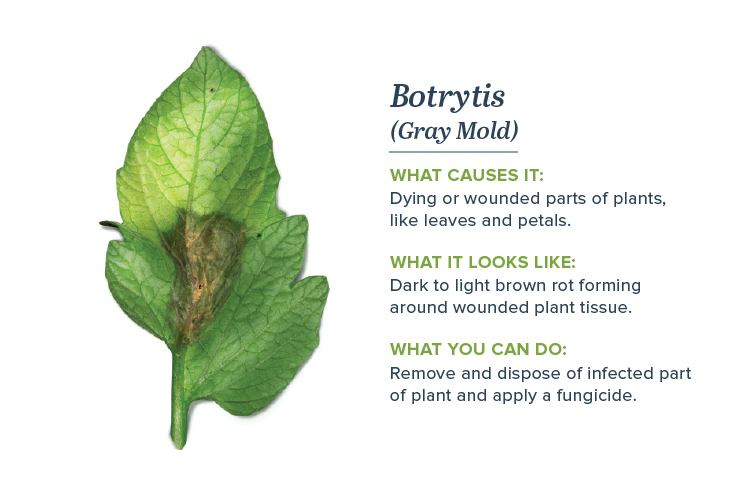 Botrytis
(Gray Mold)
WHAT CAUSES IT:
Dying or wounded parts of plants,
like leaves and petals.
WHAT IT LOOKS LIKE:
Dark to light brown rot forming
around wounded plant tissue.
WHAT YOU CAN DO:
Remove and dispose of infected part
of plant and apply a fungicide.